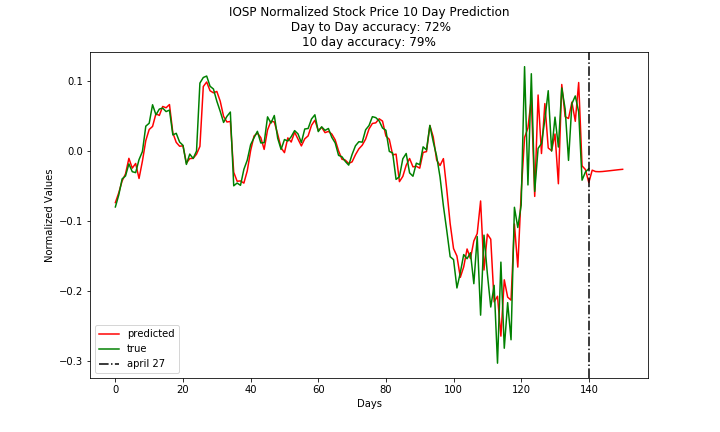 IOSP Normalized Stock Price 10 Day Prediction
Day to Day accuracy: 72%
10 day accuracy: 79%
Normalized Values
0.1
0.0
−0.1
−0.2
−0.3
predicted
true
april 27
0 20 40 60 80 100 120 140
Days